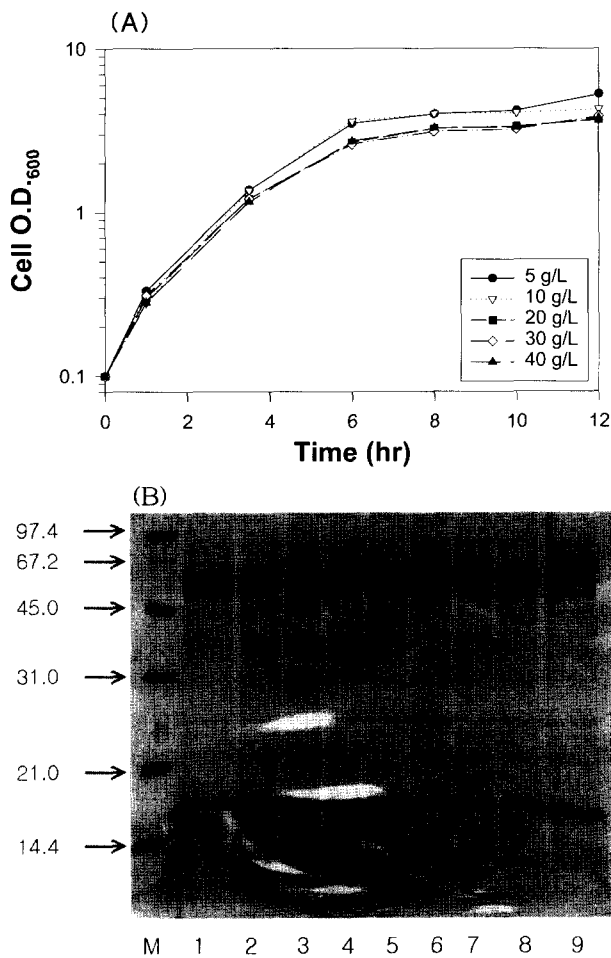 (A)
10
1
0.1
Cell O.D.600
0 2 4 6 8 10 12
Time (hr)
5 g/L
10 g/L
20 g/L
30 g/L
40 g/L
(B)
97.4
67.2
45.0
31.0
21.0
14.4
M 1 2 3 4 5 6 7 8 9